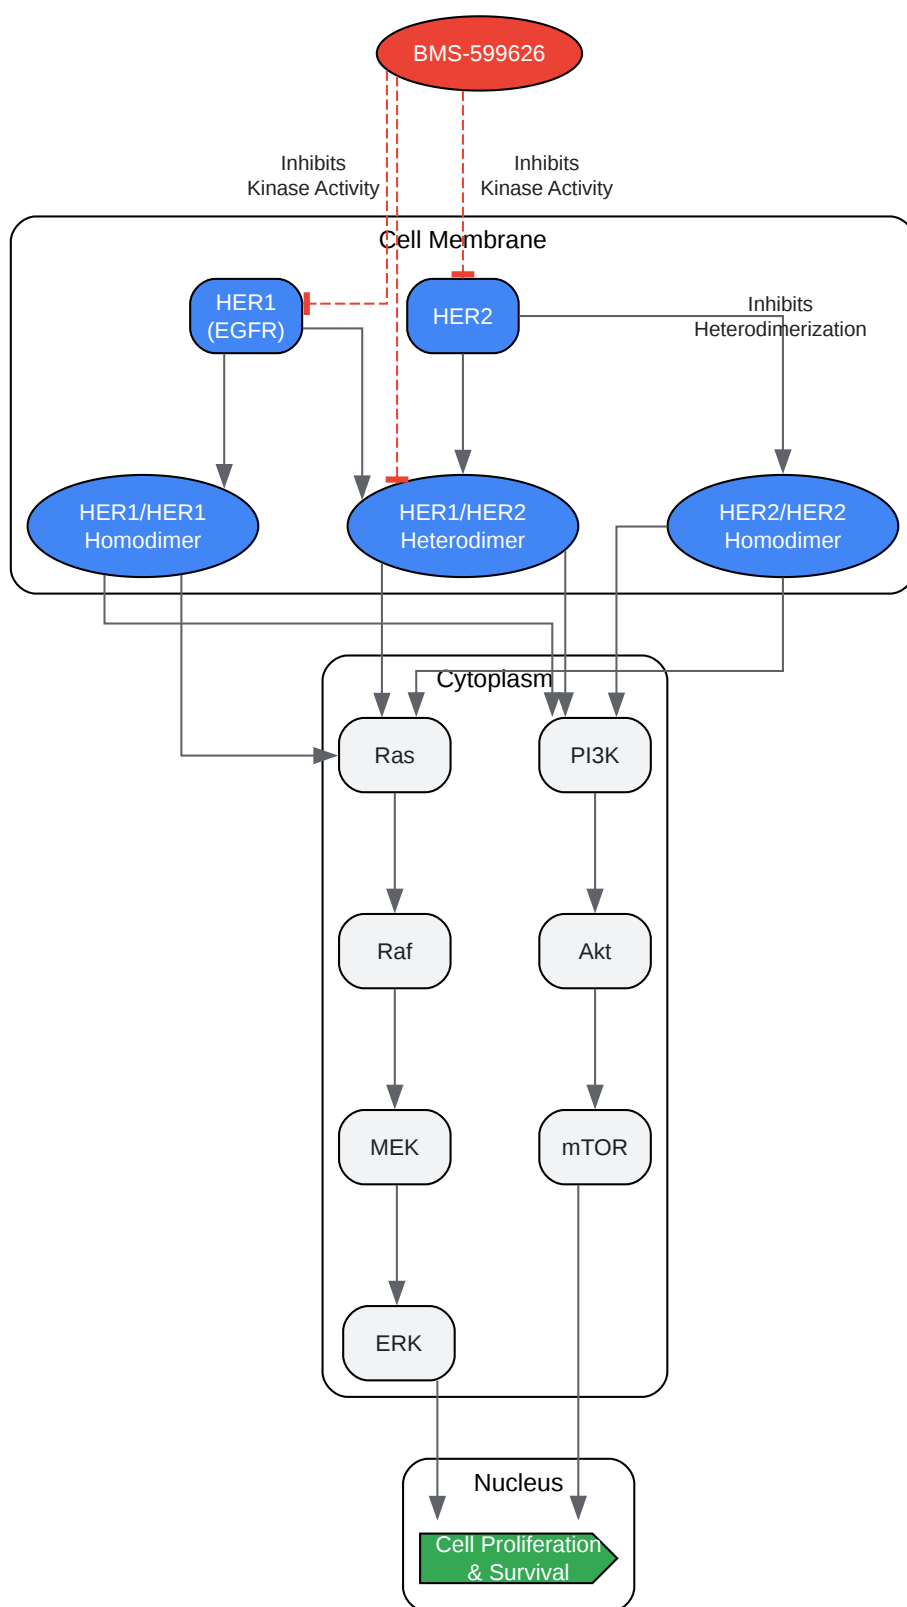 BMS-599626
Inhibits
Kinase Activity
Inhibits
Kinase Activity
Cell Membrane
HER1
(EGFR)
HER2
Inhibits
Heterodimerization
HER1/HER1
Homodimer
HER1/HER2
Heterodimer
HER2/HER2
Homodimer
Cytoplasm
Ras
PI3K
Raf
Akt
MEK
mTOR
ERK
Nucleus
Cell Proliferation
& Survival